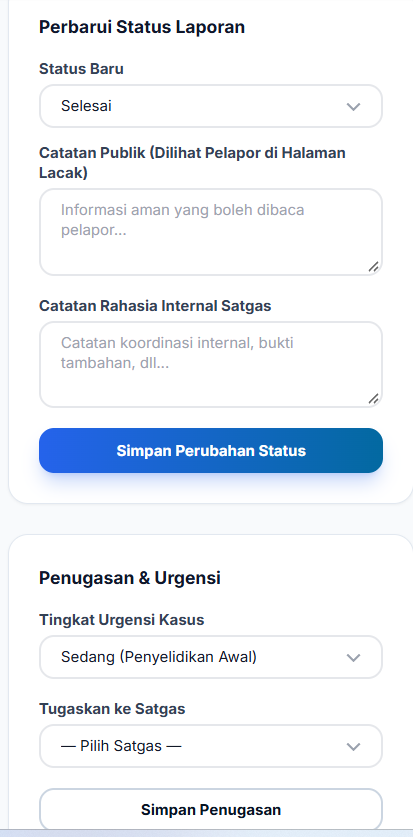 Perbarui Status Laporan
Status Baru
Selesai
Catatan Publik (Dilihat Pelapor di Halaman
Lacak)
Informasi aman yang boleh dibaca
pelapor...
Catatan Rahasia Internal Satgas
Catatan koordinasi internal, bukti
tambahan, dll...
Simpan Perubahan Status
Penugasan & Urgensi
Tingkat Urgensi Kasus
Sedang (Penyelidikan Awal)
Tugaskan ke Satgas
— Pilih Satgas —
Simpan Penugasan